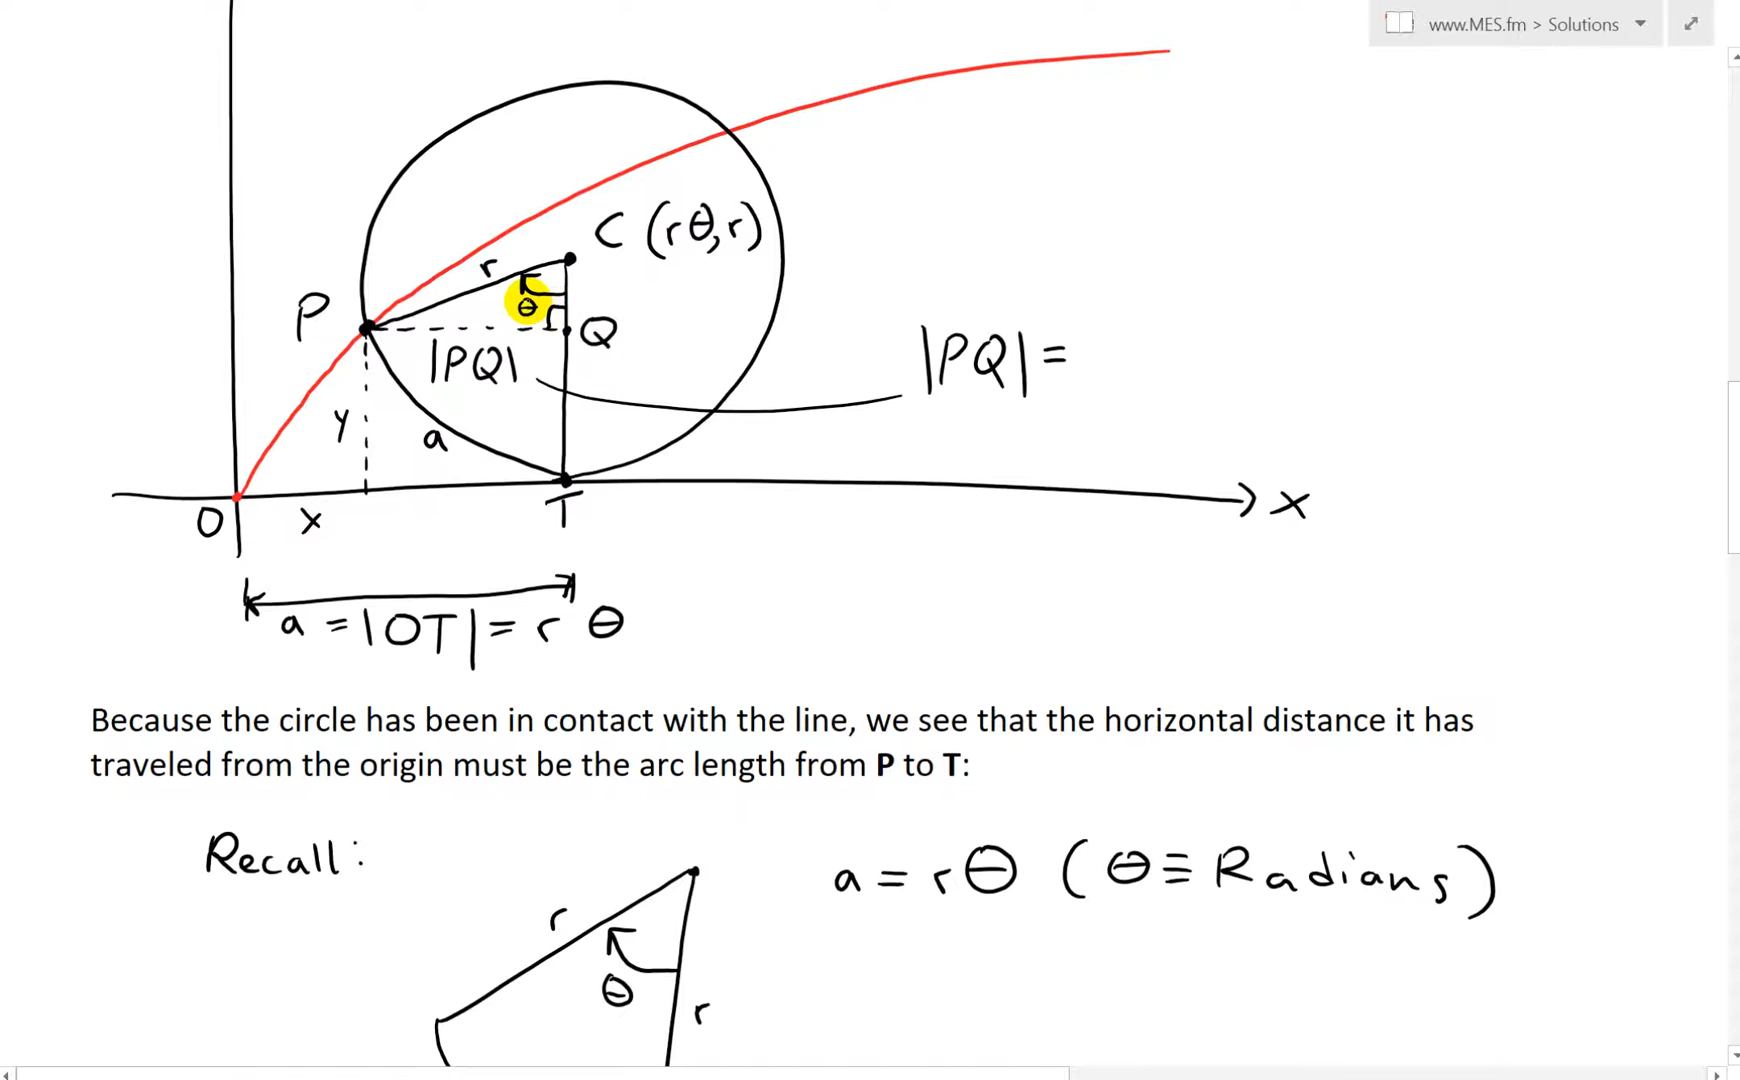 www.MES.fm > Solutions
C (rθ, r)
r
θ
P
Q
|PQ|
|PQ| =
y
a
O
x
T
x
a = |OT| = r θ
Because the circle has been in contact with the line, we see that the horizontal distance it has
traveled from the origin must be the arc length from P to T:
Recall:
a = rθ (θ ≡ Radians)
r
θ
r